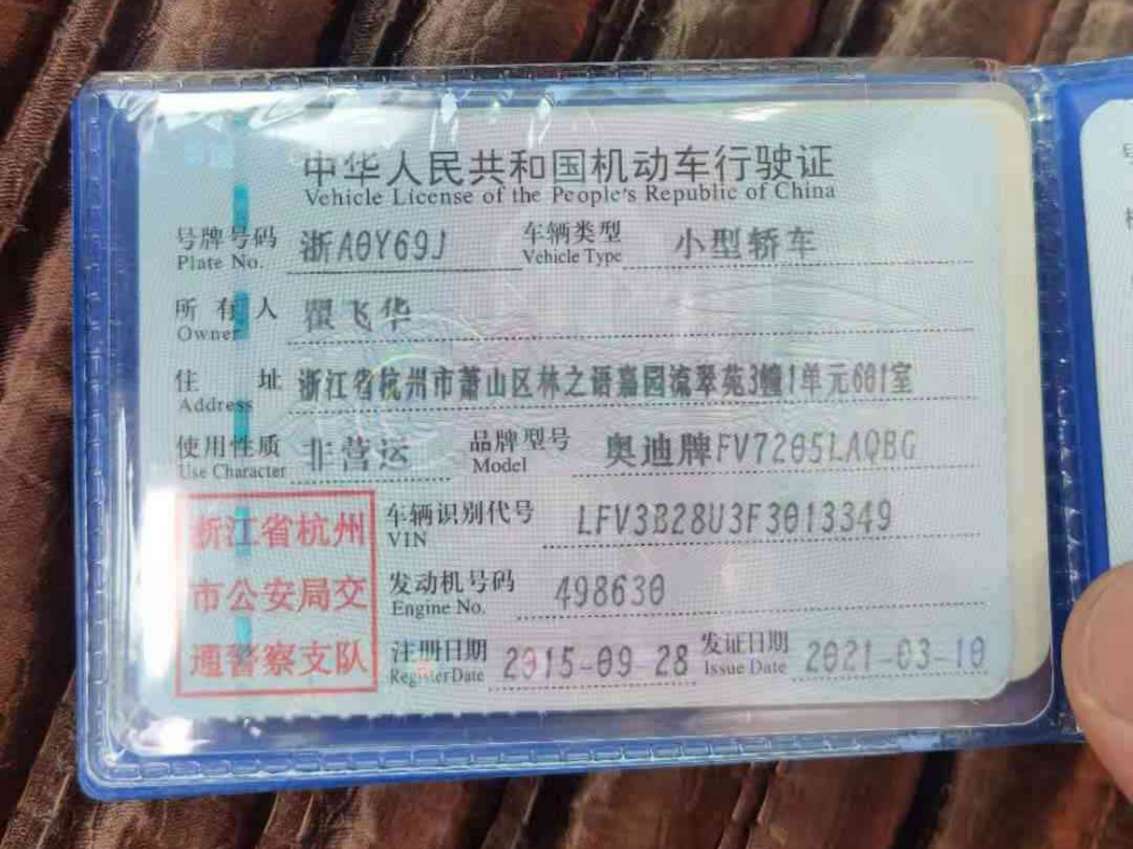 中华人民共和国机动车行驶证
Vehicle License of the People's Republic of China
号牌号码 浙A0Y69J 车辆类型 小型轿车
Plate No. Vehicle Type
所有人 瞿飞华
Owner
住址 浙江省杭州市萧山区林之语嘉园流翠苑3幢1单元601室
Address
使用性质 非营运 品牌型号 奥迪牌FV7205LAQBG
Use Character Model
浙江省杭州
市公安局交
通警察支队
车辆识别代号 LFV3B28U3F3013349
VIN
发动机号码 498630
Engine No.
注册日期 2015-09-28 发证日期 2021-03-10
Register Date Issue Date